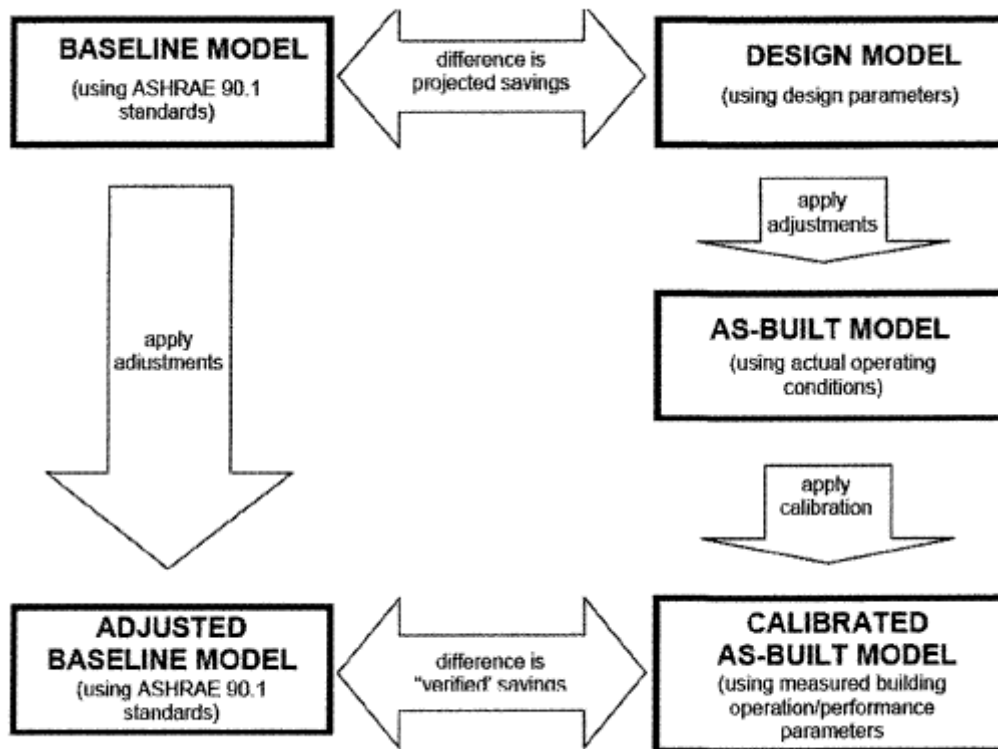 BASELINE MODEL
(using ASHRAE 90.1
standards)
difference is
projected savings
DESIGN MODEL
(using design parameters)
apply
adjustments
apply
adjustments
AS-BUILT MODEL
(using actual operating
conditions)
apply
calibration
ADJUSTED
BASELINE MODEL
(using ASHRAE 90.1
standards)
difference is
"verified' savings
CALIBRATED
AS-BUILT MODEL
(using measured building
operation/performance
parameters